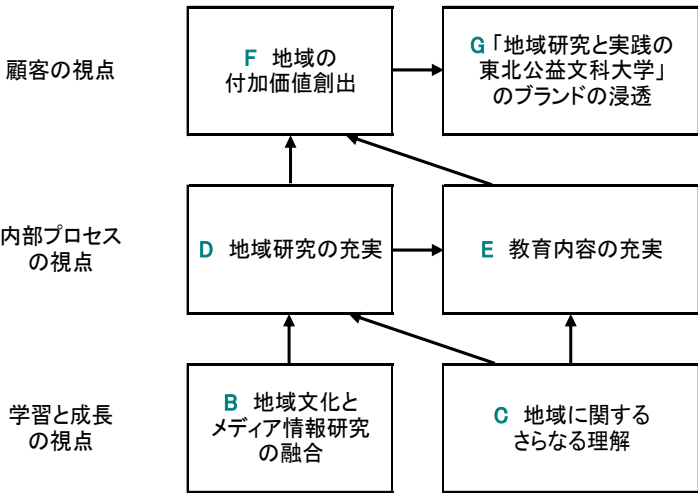 顧客の視点
F 地域の
付加価値創出
G「地域研究と実践の
東北公益文科大学」
のブランドの浸透
内部プロセス
の視点
D 地域研究の充実
E 教育内容の充実
学習と成長
の視点
B 地域文化と
メディア情報研究
の融合
C 地域に関する
さらなる理解